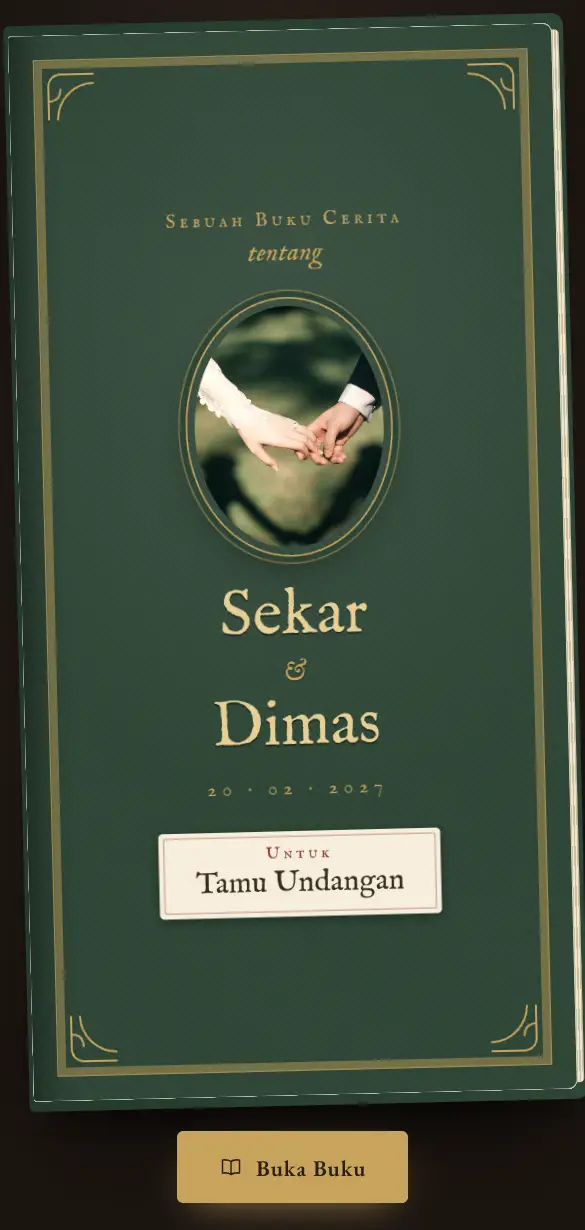 Sebuah Buku Cerita
tentang
Sekar
&
Dimas
20 · 02 · 2027
Untuk
Tamu Undangan
Buka Buku